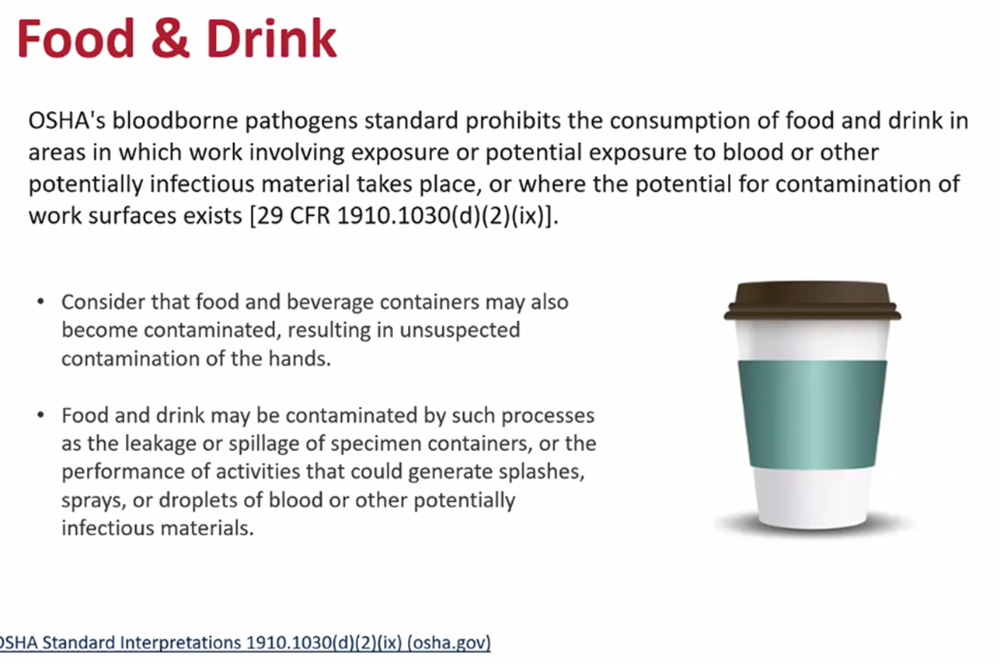 Food & Drink
OSHA's bloodborne pathogens standard prohibits the consumption of food and drink in
areas in which work involving exposure or potential exposure to blood or other
potentially infectious material takes place, or where the potential for contamination of
work surfaces exists [29 CFR 1910.1030(d)(2)(ix)].
• Consider that food and beverage containers may also
become contaminated, resulting in unsuspected
contamination of the hands.
• Food and drink may be contaminated by such processes
as the leakage or spillage of specimen containers, or the
performance of activities that could generate splashes,
sprays, or droplets of blood or other potentially
infectious materials.
OSHA Standard Interpretations 1910.1030(d)(2)(ix) (osha.gov)